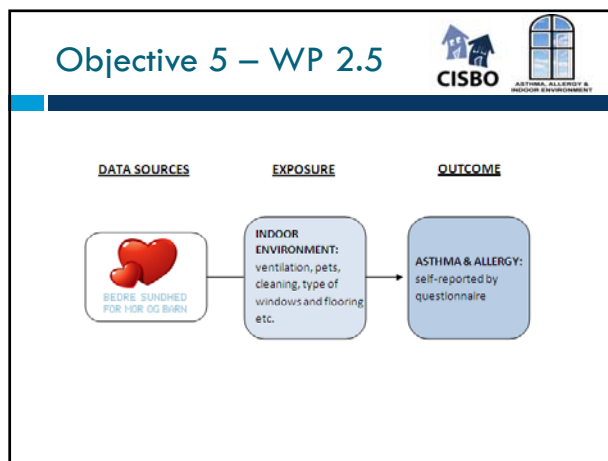 Objective 5 – WP 2.5
CISBO
ASTHMA, ALLERGY &
INDOOR ENVIRONMENT
DATA SOURCES
EXPOSURE
OUTCOME
BEDRE SUNDHED
FOR MOR OG BARN
INDOOR
ENVIRONMENT:
ventilation, pets,
cleaning, type of
windows and flooring
etc.
ASTHMA & ALLERGY:
self-reported by
questionnaire